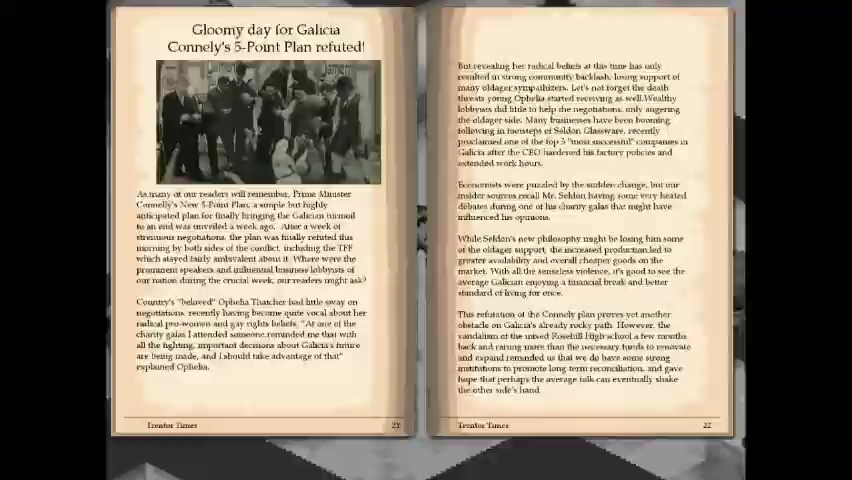 Gloomy day for Galicia
Connely's 5-Point Plan refuted!
As many of our readers will remember, Prime Minister
Connelly's New 5-Point Plan, a simple but highly
anticipated plan for finally bringing the Galician turmoil
to an end was unveiled a week ago. After a week of
strenuous negotiations, the plan was finally refuted this
morning by both sides of the conflict, including the TFF
which stayed fairly ambivalent about it. Where were the
prominent speakers and influential business lobbyists of
our nation during the crucial week, our readers might ask?
Country's "beloved" Ophelia Thatcher had little sway on
negotiations, recently having become quite vocal about her
radical pro-women and gay rights beliefs. "At one of the
charity galas I attended someone reminded me that with
all the fighting, important decisions about Galicia's future
are being made, and I should take advantage of that"
explained Ophelia.
Trentor Times
21
But revealing her radical beliefs at this time has only
resulted in strong community backlash, losing support of
many oldager sympathizers. Let's not forget the death
threats young Ophelia started receiving as well.Wealthy
lobbyists did little to help the negotiations, only angering
the oldager side. Many businesses have been booming
following in footsteps of Seldon Glassware, recently
proclaimed one of the top 5 "most successful" companies in
Galicia after the CEO hardened his factory policies and
extended work hours.
Economists were puzzled by the sudden change, but our
insider sources recall Mr. Seldon having some very heated
debates during one of his charity galas that might have
influenced his opinions.
While Seldon's new philosophy might be losing him some
of the oldager support, the increased production led to
greater availability and overall cheaper goods on the
market. With all the senseless violence, it's good to see the
average Galician enjoying a financial break and better
standard of living for once.
This refutation of the Connely plan proves yet another
obstacle on Galicia's already rocky path. However, the
vandalism of the mixed Rosehill High school a few months
back and raising more than the necessary funds to renovate
and expand reminded us that we do have some strong
institutions to promote long-term reconciliation, and gave
hope that perhaps the average folk can eventually shake
the other side's hand.
Trentor Times
22